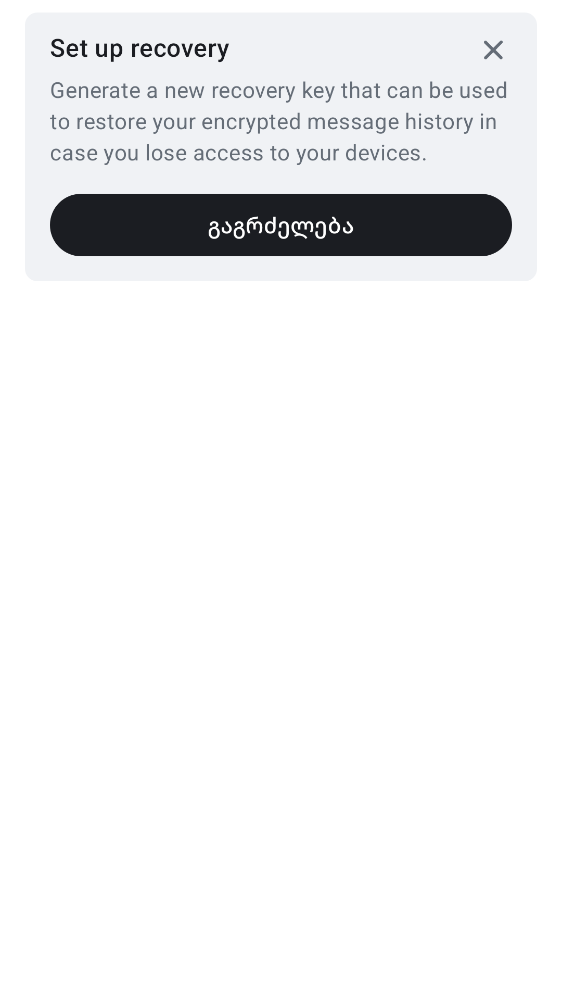 Set up recovery
Generate a new recovery key that can be used
to restore your encrypted message history in
case you lose access to your devices.
გაგრძელება